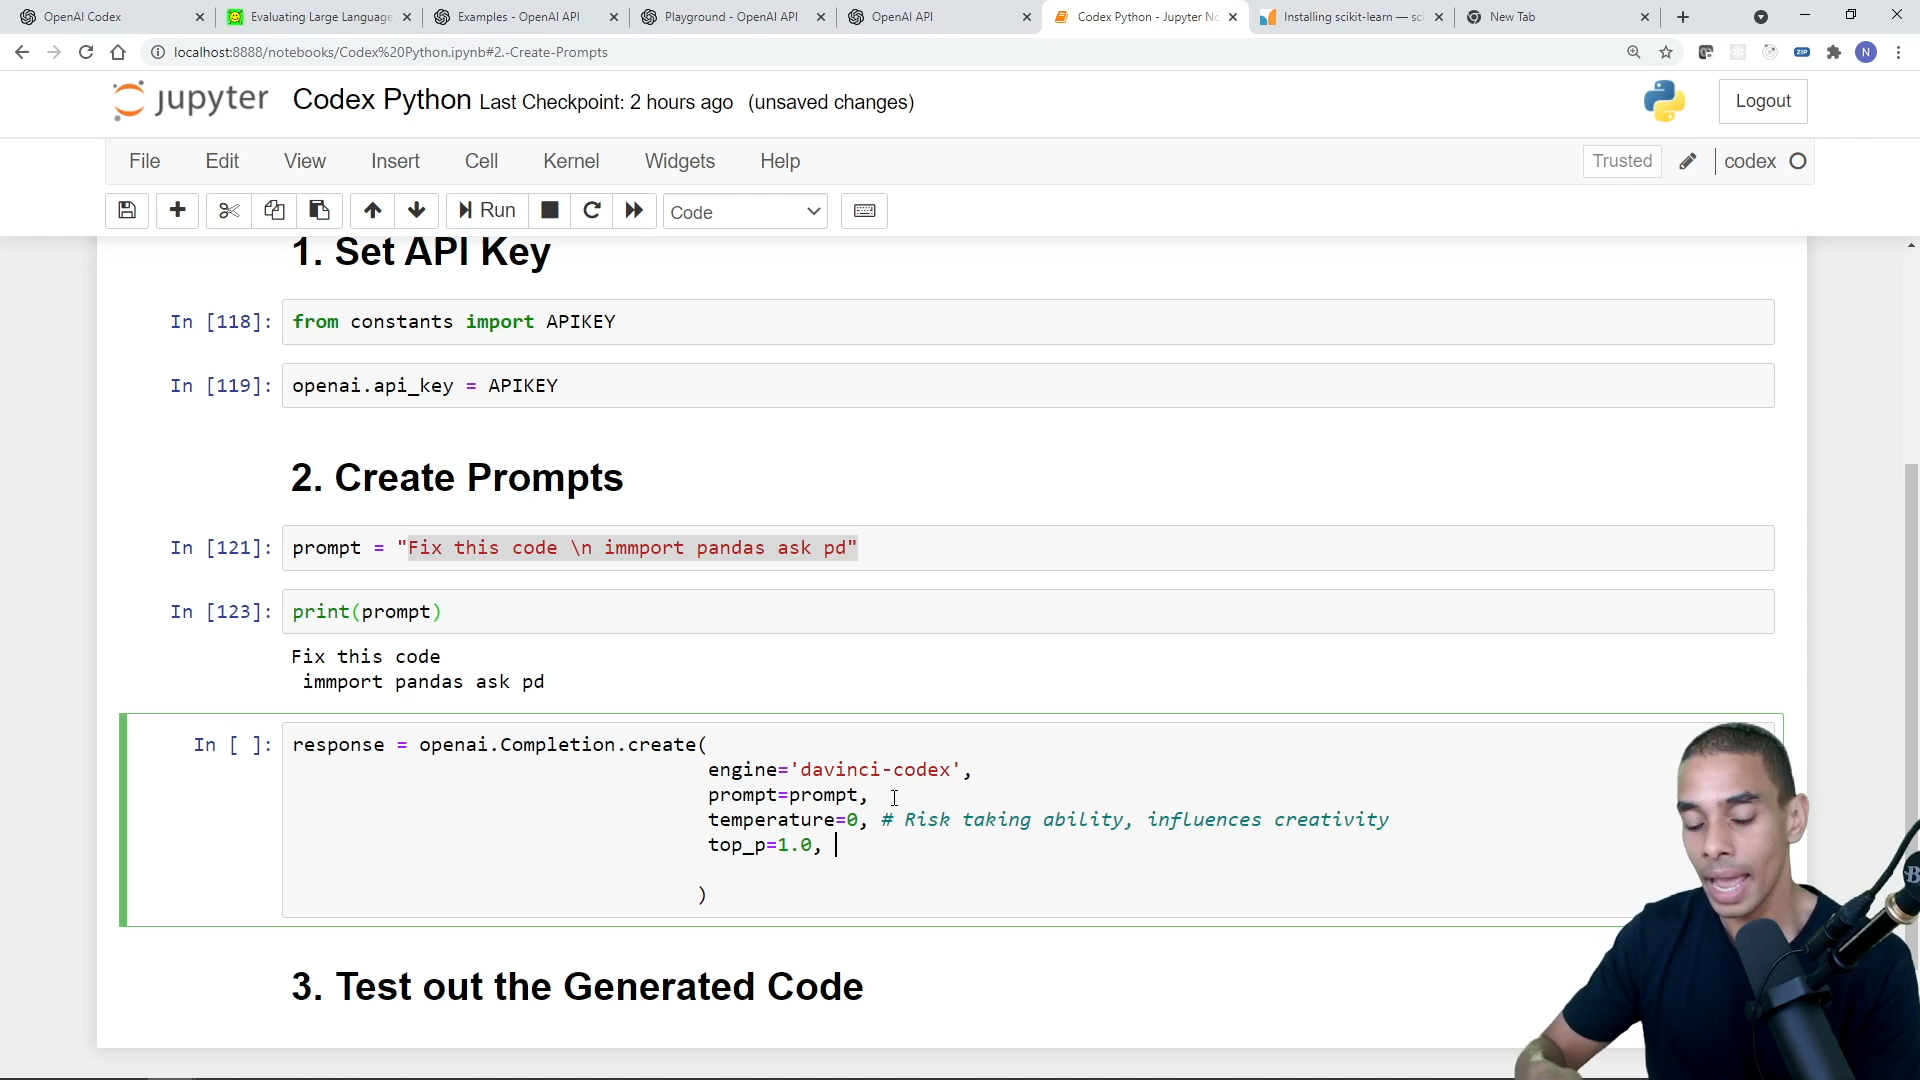 OpenAI Codex
Evaluating Large Language
Examples - OpenAI API
Playground - OpenAI API
OpenAI API
Codex Python - Jupyter No
Installing scikit-learn — sci
New Tab
localhost:8888/notebooks/Codex%20Python.ipynb#2.-Create-Prompts
ZIP
N
jupyter Codex Python Last Checkpoint: 2 hours ago (unsaved changes)
Logout
File Edit View Insert Cell Kernel Widgets Help
Trusted codex
Run Code
1. Set API Key
In [118]: from constants import APIKEY
In [119]: openai.api_key = APIKEY
2. Create Prompts
In [121]: prompt = "Fix this code \n immport pandas ask pd"
In [123]: print(prompt)
Fix this code
immport pandas ask pd
In [ ]: response = openai.Completion.create(
engine='davinci-codex',
prompt=prompt,
temperature=0, # Risk taking ability, influences creativity
top_p=1.0,
)
3. Test out the Generated Code